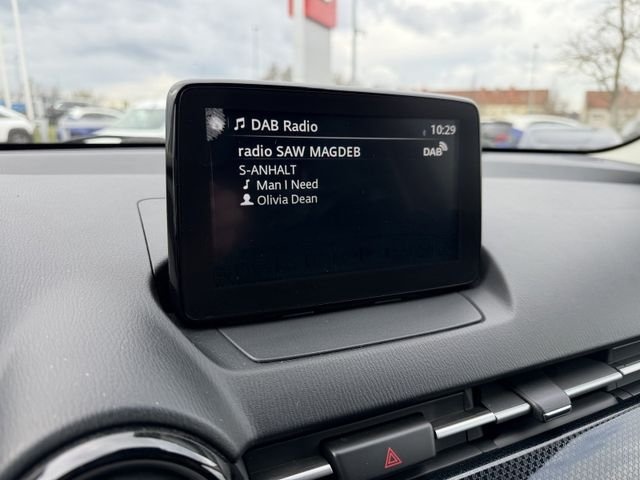 DAB Radio
10:29
radio SAW MAGDEB
DAB
S-ANHALT
Man I Need
Olivia Dean